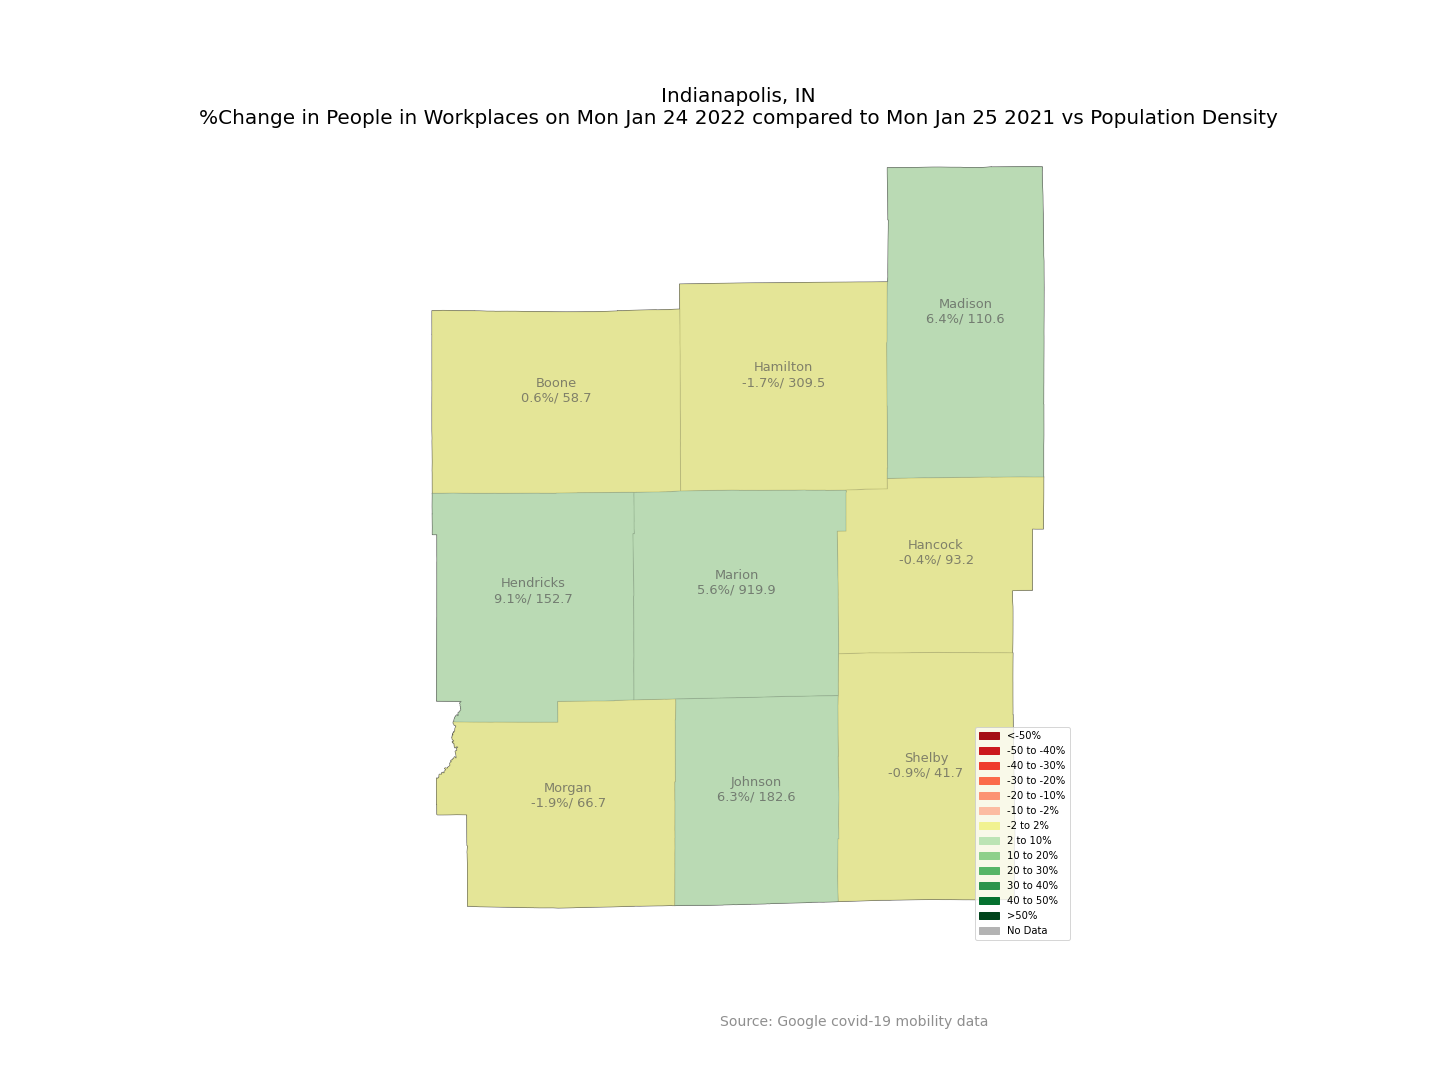 Indianapolis, IN
%Change in People in Workplaces on Mon Jan 24 2022 compared to Mon Jan 25 2021 vs Population Density
Madison
6.4%/ 110.6
Hamilton
-1.7%/ 309.5
Boone
0.6%/ 58.7
Hancock
-0.4%/ 93.2
Marion
5.6%/ 919.9
Hendricks
9.1%/ 152.7
Shelby
-0.9%/ 41.7
Johnson
6.3%/ 182.6
Morgan
-1.9%/ 66.7
<-50%
-50 to -40%
-40 to -30%
-30 to -20%
-20 to -10%
-10 to -2%
-2 to 2%
2 to 10%
10 to 20%
20 to 30%
30 to 40%
40 to 50%
>50%
No Data
Source: Google covid-19 mobility data